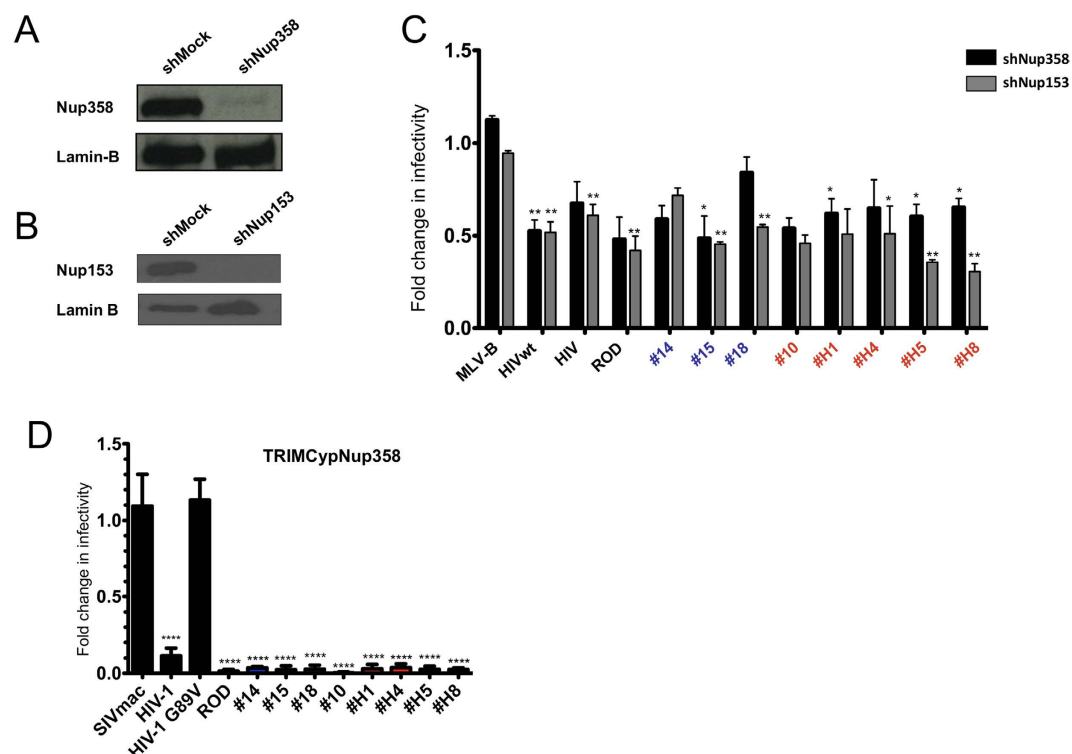 A
shMock
shNup358
Nup358
Lamin-B
B
shMock
shNup153
Nup153
Lamin B
C
shNup358
shNup153
Fold change in infectivity
1.5
1.0
0.5
0.0
** ** ** ** * ** ** * * * ** * **
MLV-B
HIVwt
HIV
ROD
#14
#15
#18
#10
#H1
#H4
#H5
#H8
D
TRIMCypNup358
Fold change in infectivity
1.5
1.0
0.5
0.0
**** **** **** **** **** **** **** **** **** ****
SIVmac
HIV-1
HIV-1 G89V
ROD
#14
#15
#18
#10
#H1
#H4
#H5
#H8